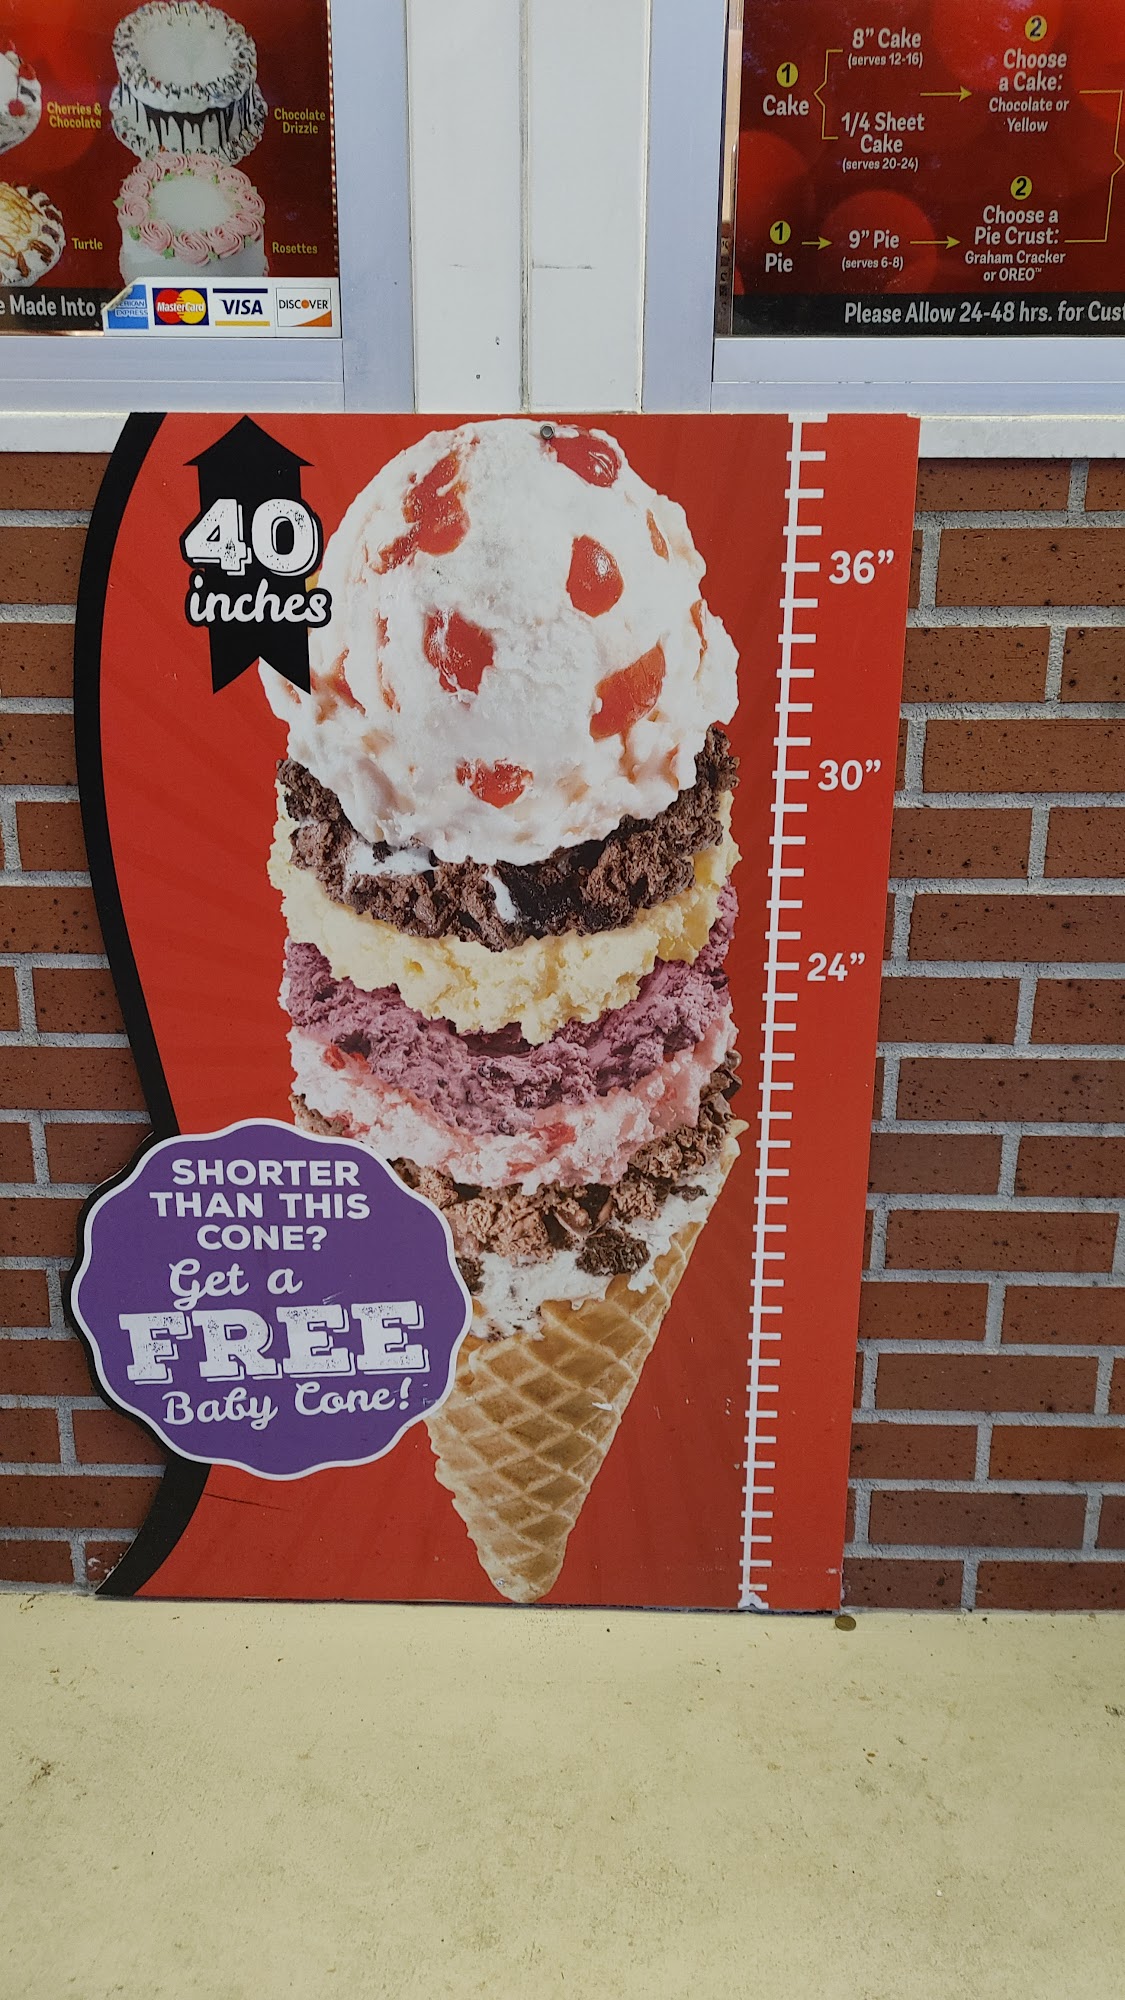 Cherries &
Chocolate
Chocolate
Drizzle
Turtle
Rosettes
e Made Into
AMERICAN
EXPRESS
MasterCard
VISA
DISCOVER
1
Cake
8” Cake
(serves 12-16)
1/4 Sheet
Cake
(serves 20-24)
2
Choose
a Cake:
Chocolate or
Yellow
1
Pie
9” Pie
(serves 6-8)
2
Choose a
Pie Crust:
Graham Cracker
or OREO™
Please Allow 24-48 hrs. for Cust
40
inches
36”
30”
24”
SHORTER
THAN THIS
CONE?
Get a
FREE
Baby Cone!